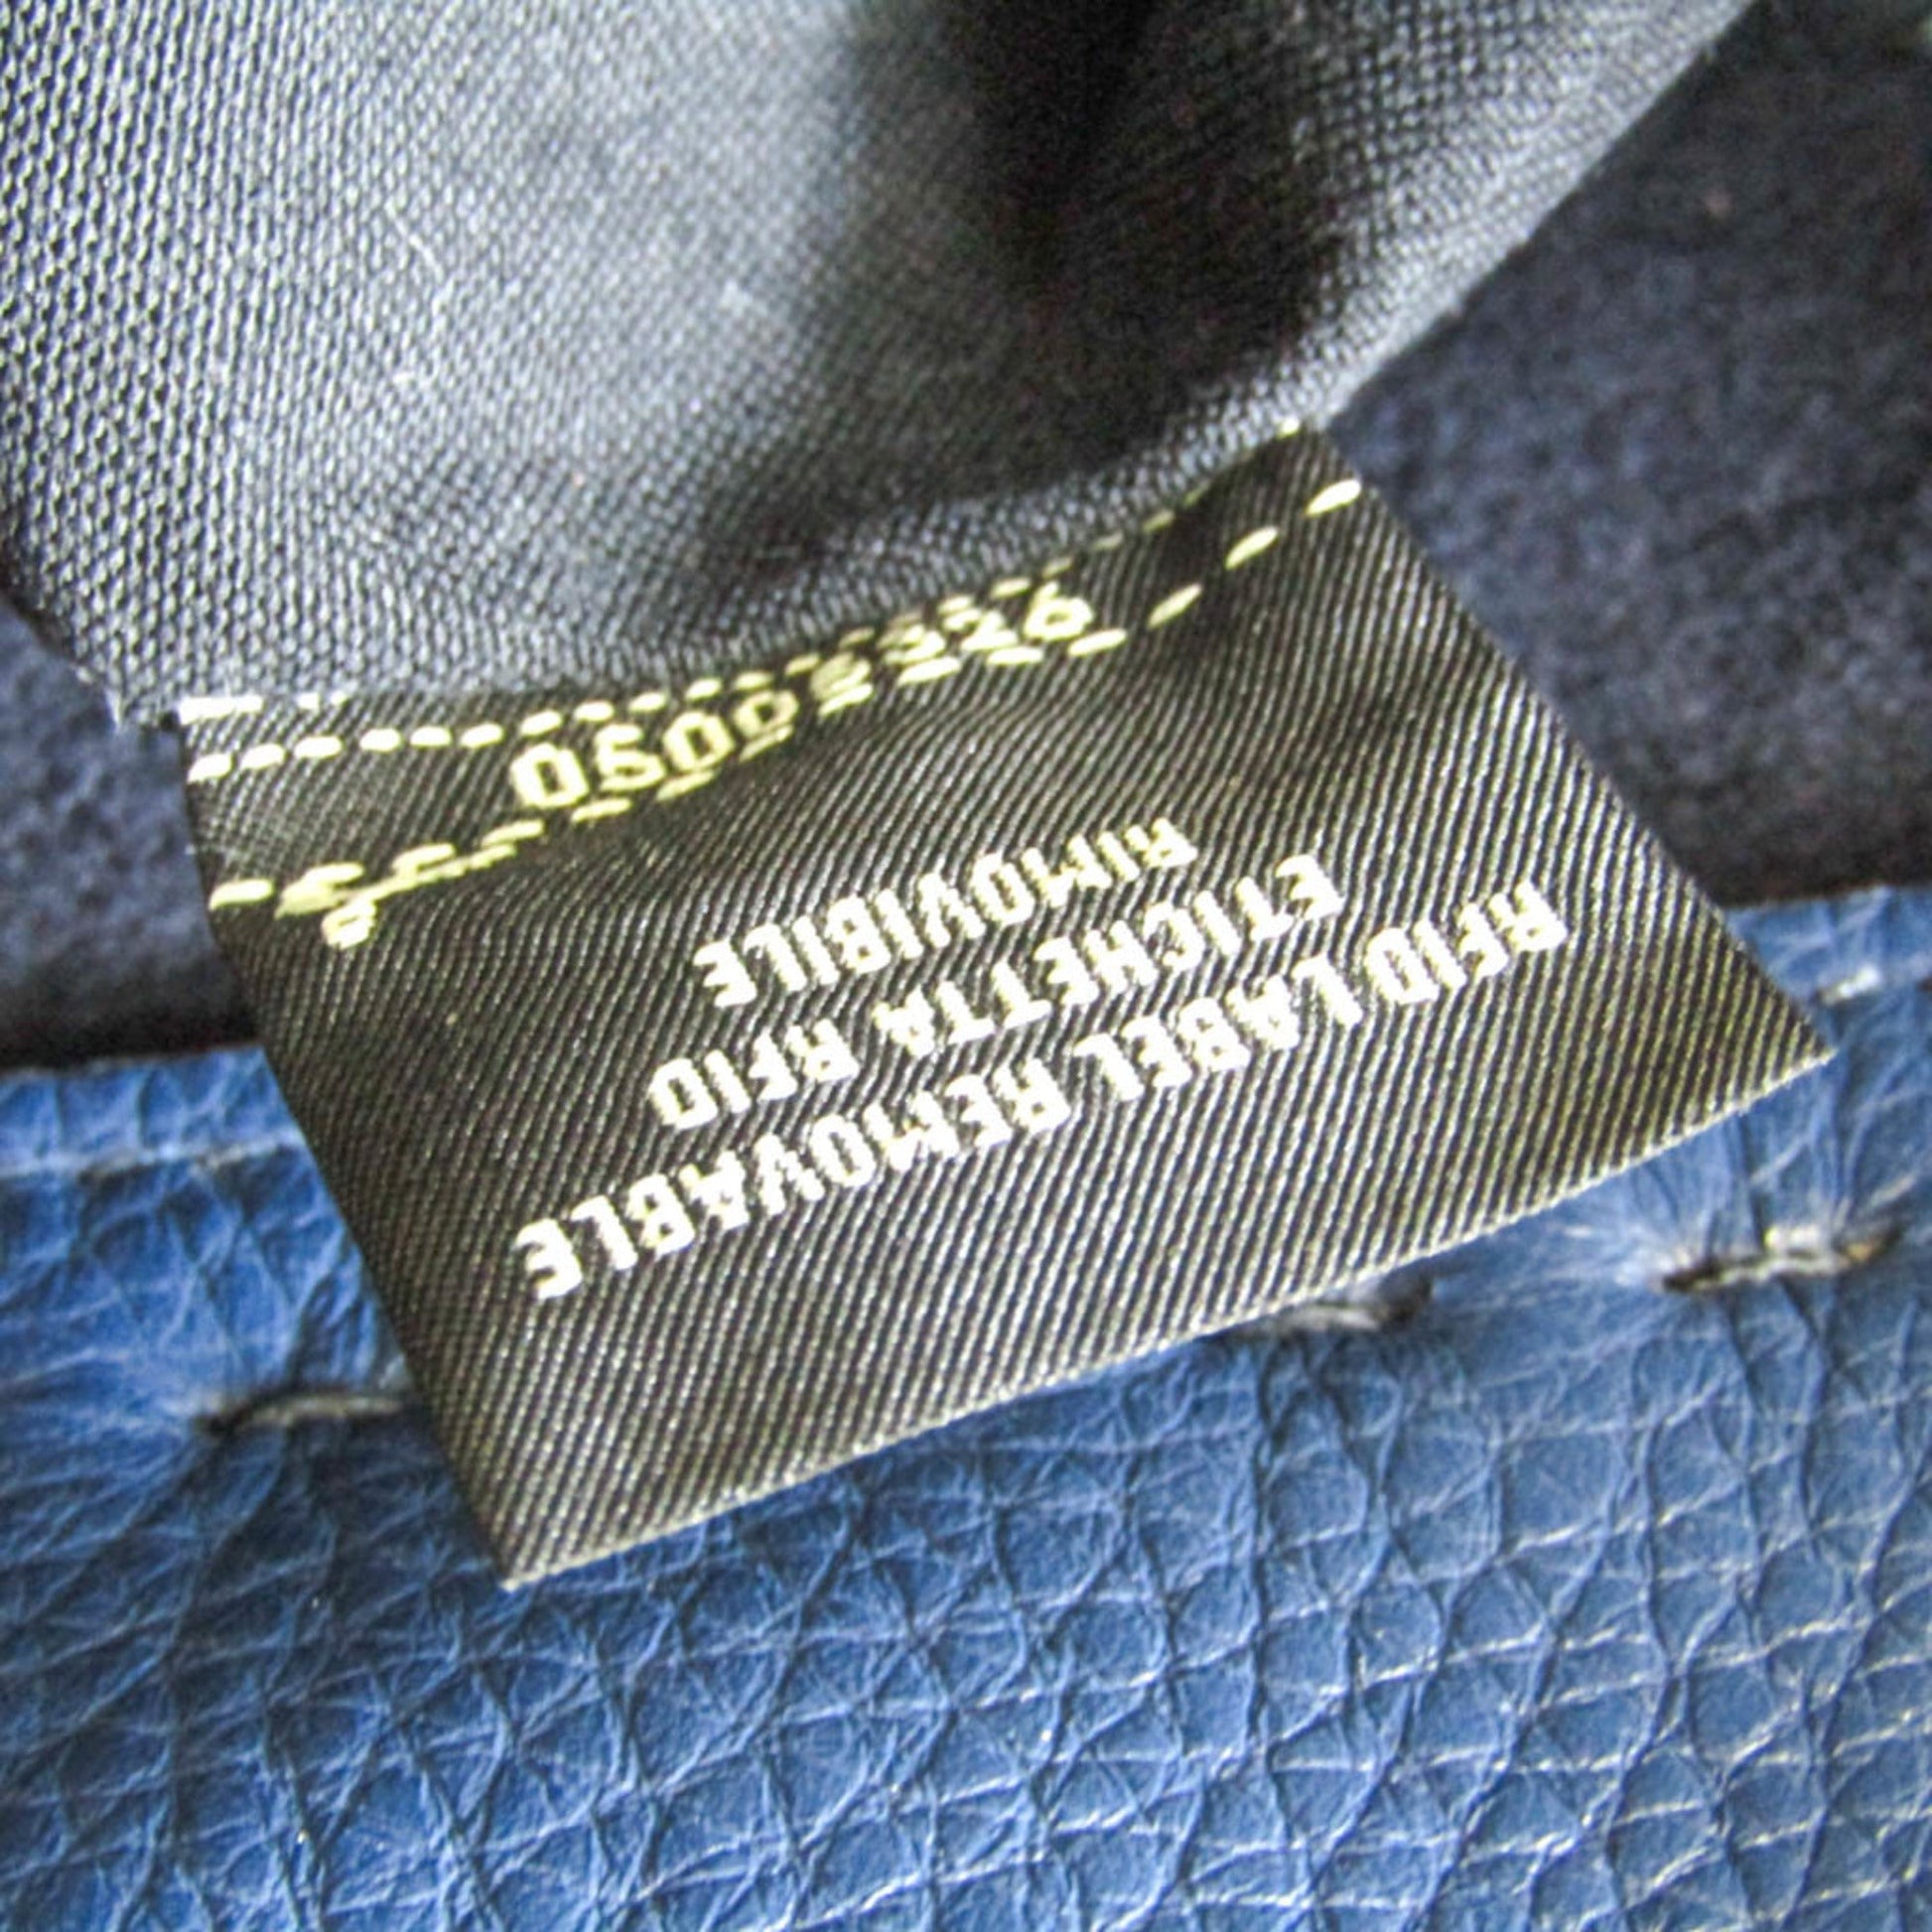 RFID LABEL REMOVABLE
ETICHETTA RFID
RIMOVIBILE